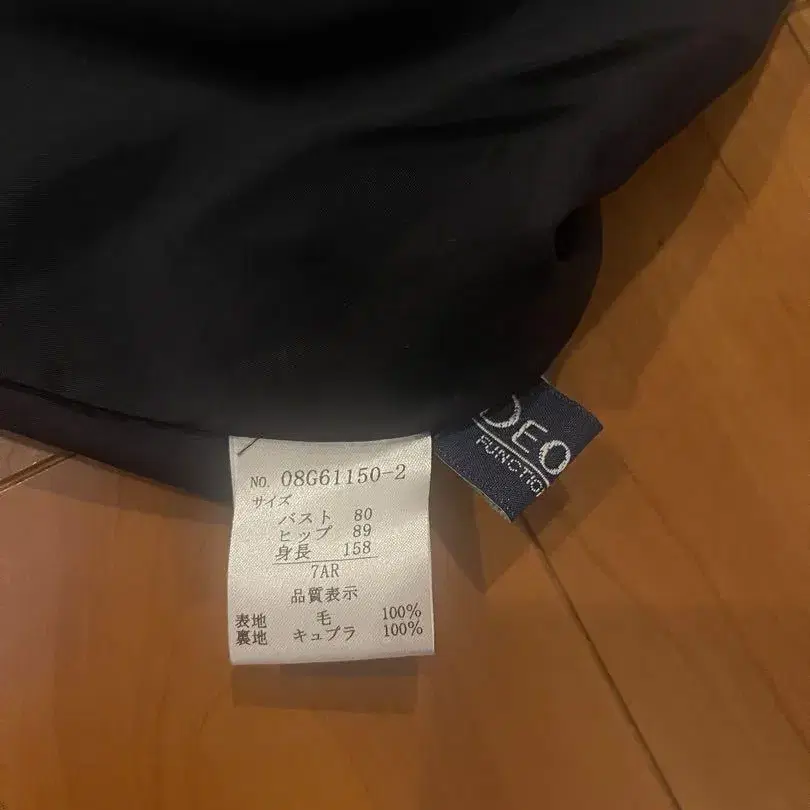 No. 08G61150-2
サイズ
バスト 80
ヒップ 89
身長 158
7AR
品質表示
表地 毛 100%
裏地 キュプラ 100%
DEO
FUNCTION